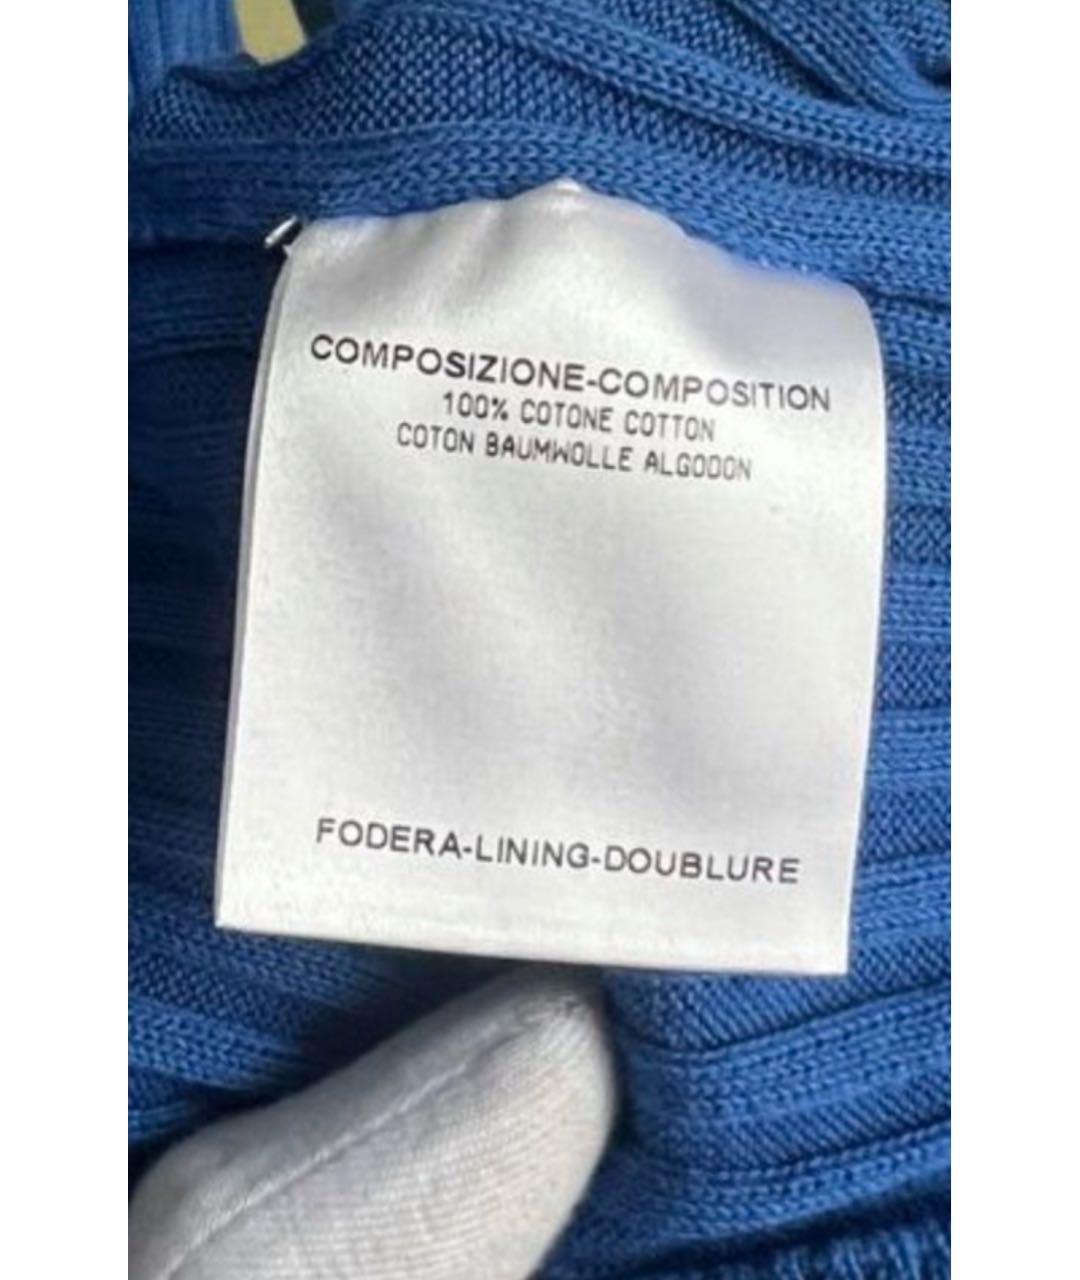 COMPOSIZIONE-COMPOSITION
100% COTONE COTTON
COTON BAUMWOLLE ALGODON
FODERA-LINING-DOUBLURE